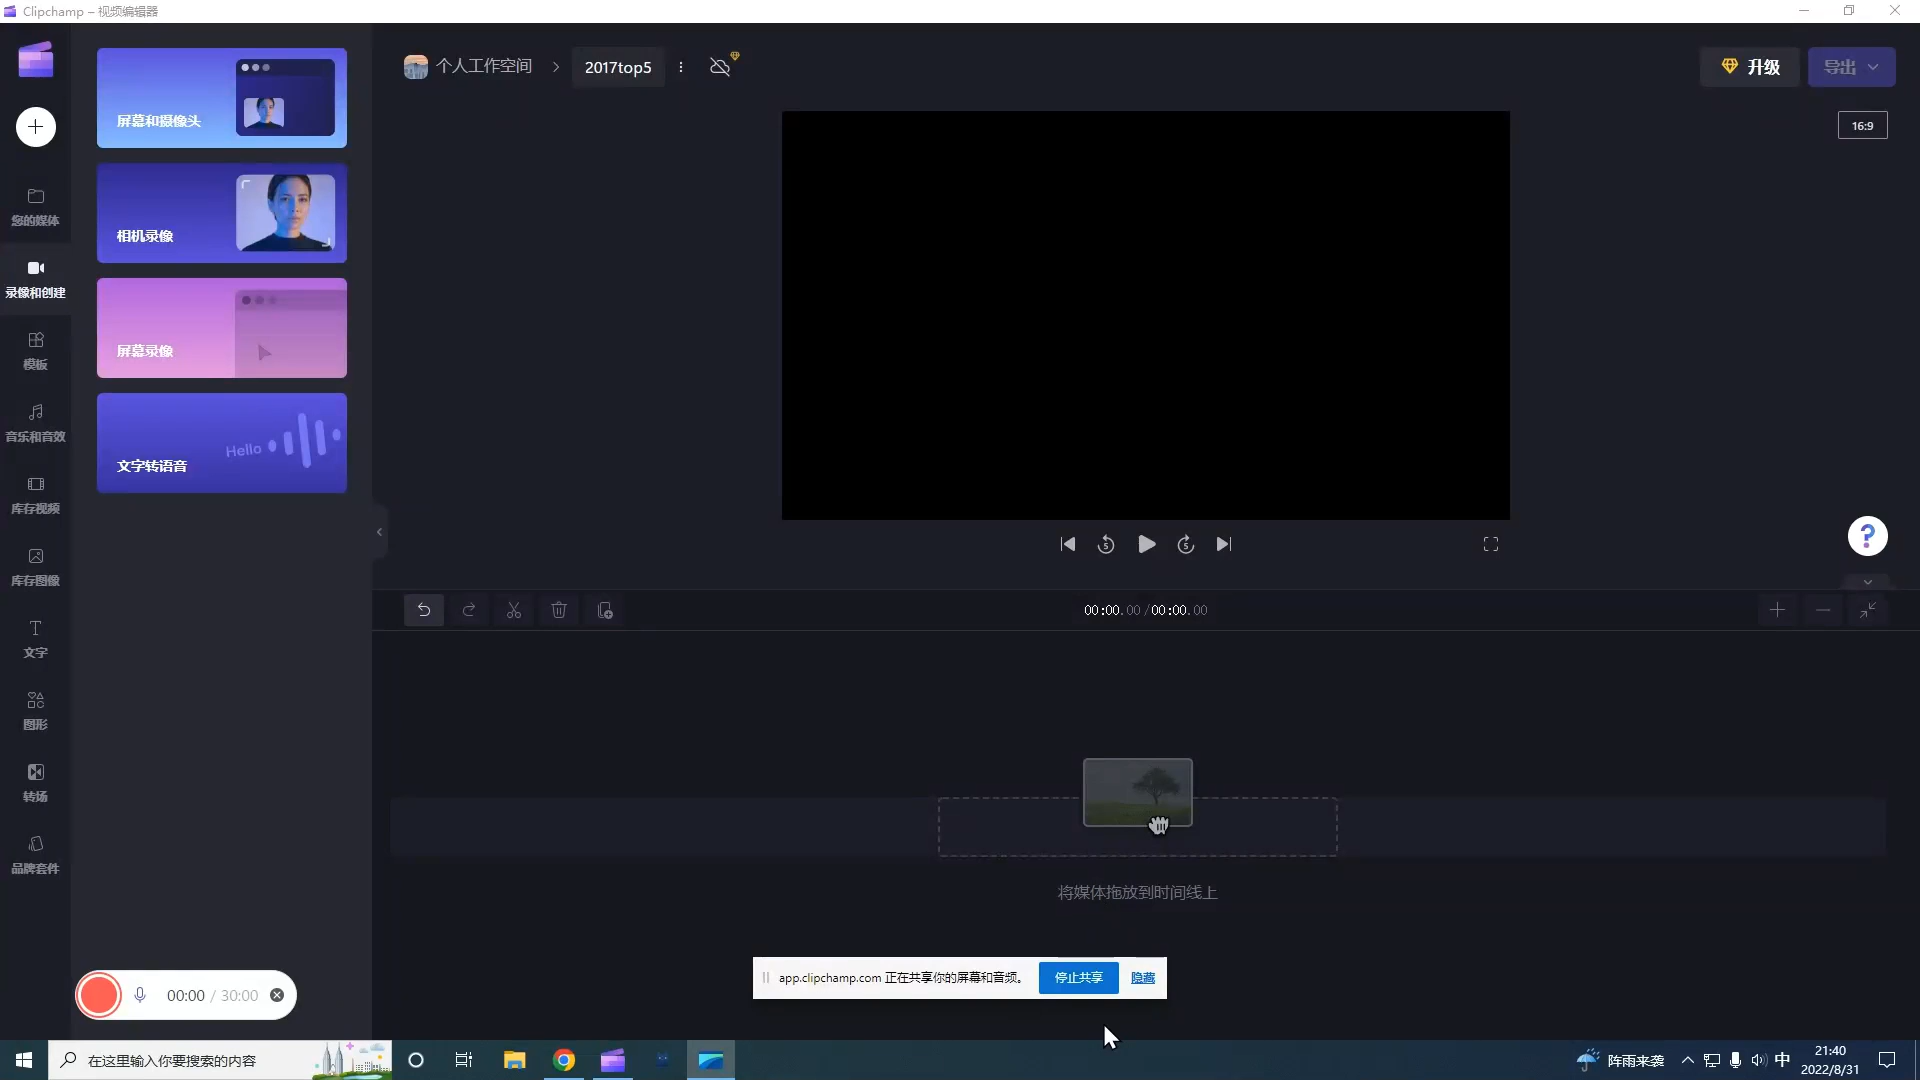 Clipchamp – 视频编辑器
个人工作空间
2017top5
升级
导出
16:9
屏幕和摄像头
相机录像
屏幕录像
Hello
文字转语音
您的媒体
录像和创建
模板
音乐和音效
库存视频
库存图像
文字
图形
转场
品牌套件
5
5
?
00:00.00/00:00.00
将媒体拖放到时间线上
app.clipchamp.com 正在共享你的屏幕和音频。
停止共享
隐藏
00:00 / 30:00
在这里输入你要搜索的内容
阵雨来袭
中
21:40
2022/8/31